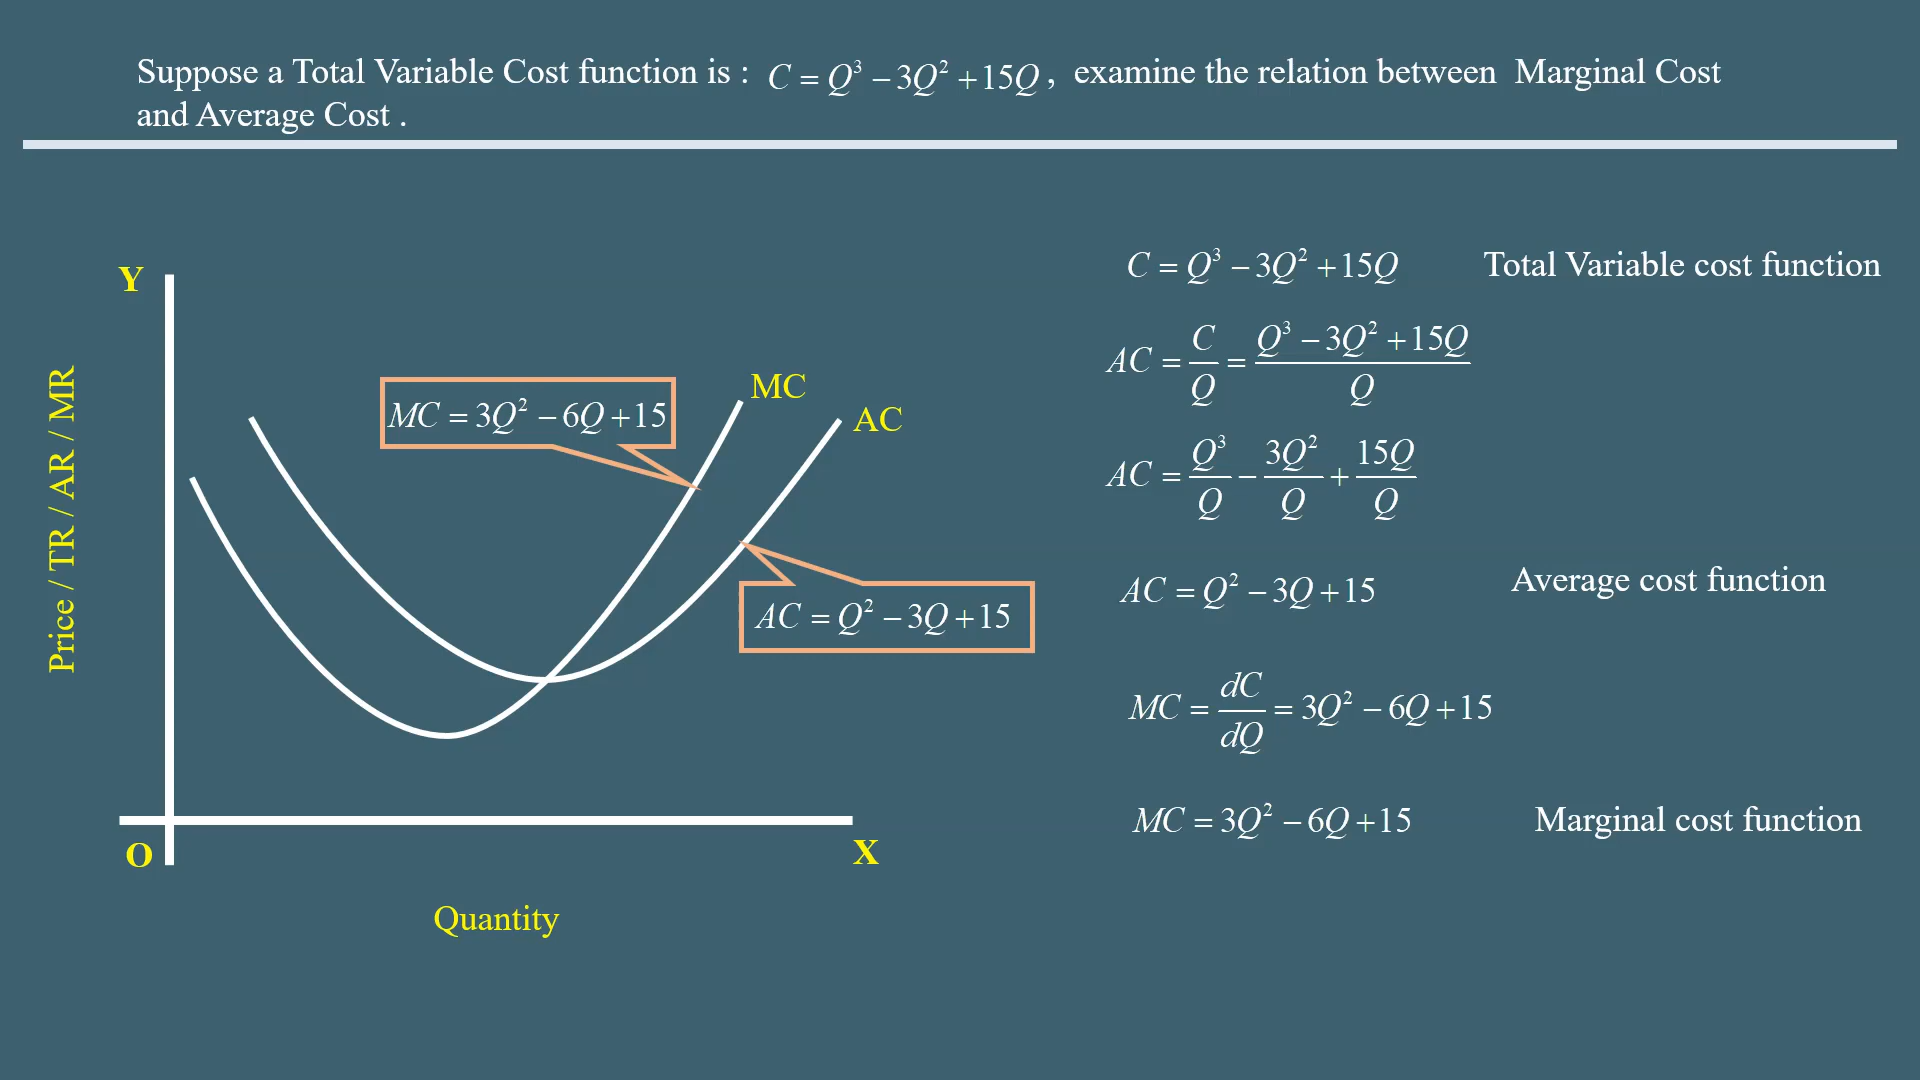 Suppose a Total Variable Cost function is : C = Q³ − 3Q² + 15Q , examine the relation between Marginal Cost
and Average Cost .
Y
Price / TR / AR / MR
MC = 3Q² − 6Q + 15
MC
AC
AC = Q² − 3Q + 15
O
X
Quantity
C = Q³ − 3Q² + 15Q Total Variable cost function
AC = C/Q = (Q³ − 3Q² + 15Q)/Q
AC = Q³/Q − 3Q²/Q + 15Q/Q
AC = Q² − 3Q + 15 Average cost function
MC = dC/dQ = 3Q² − 6Q + 15
MC = 3Q² − 6Q + 15 Marginal cost function